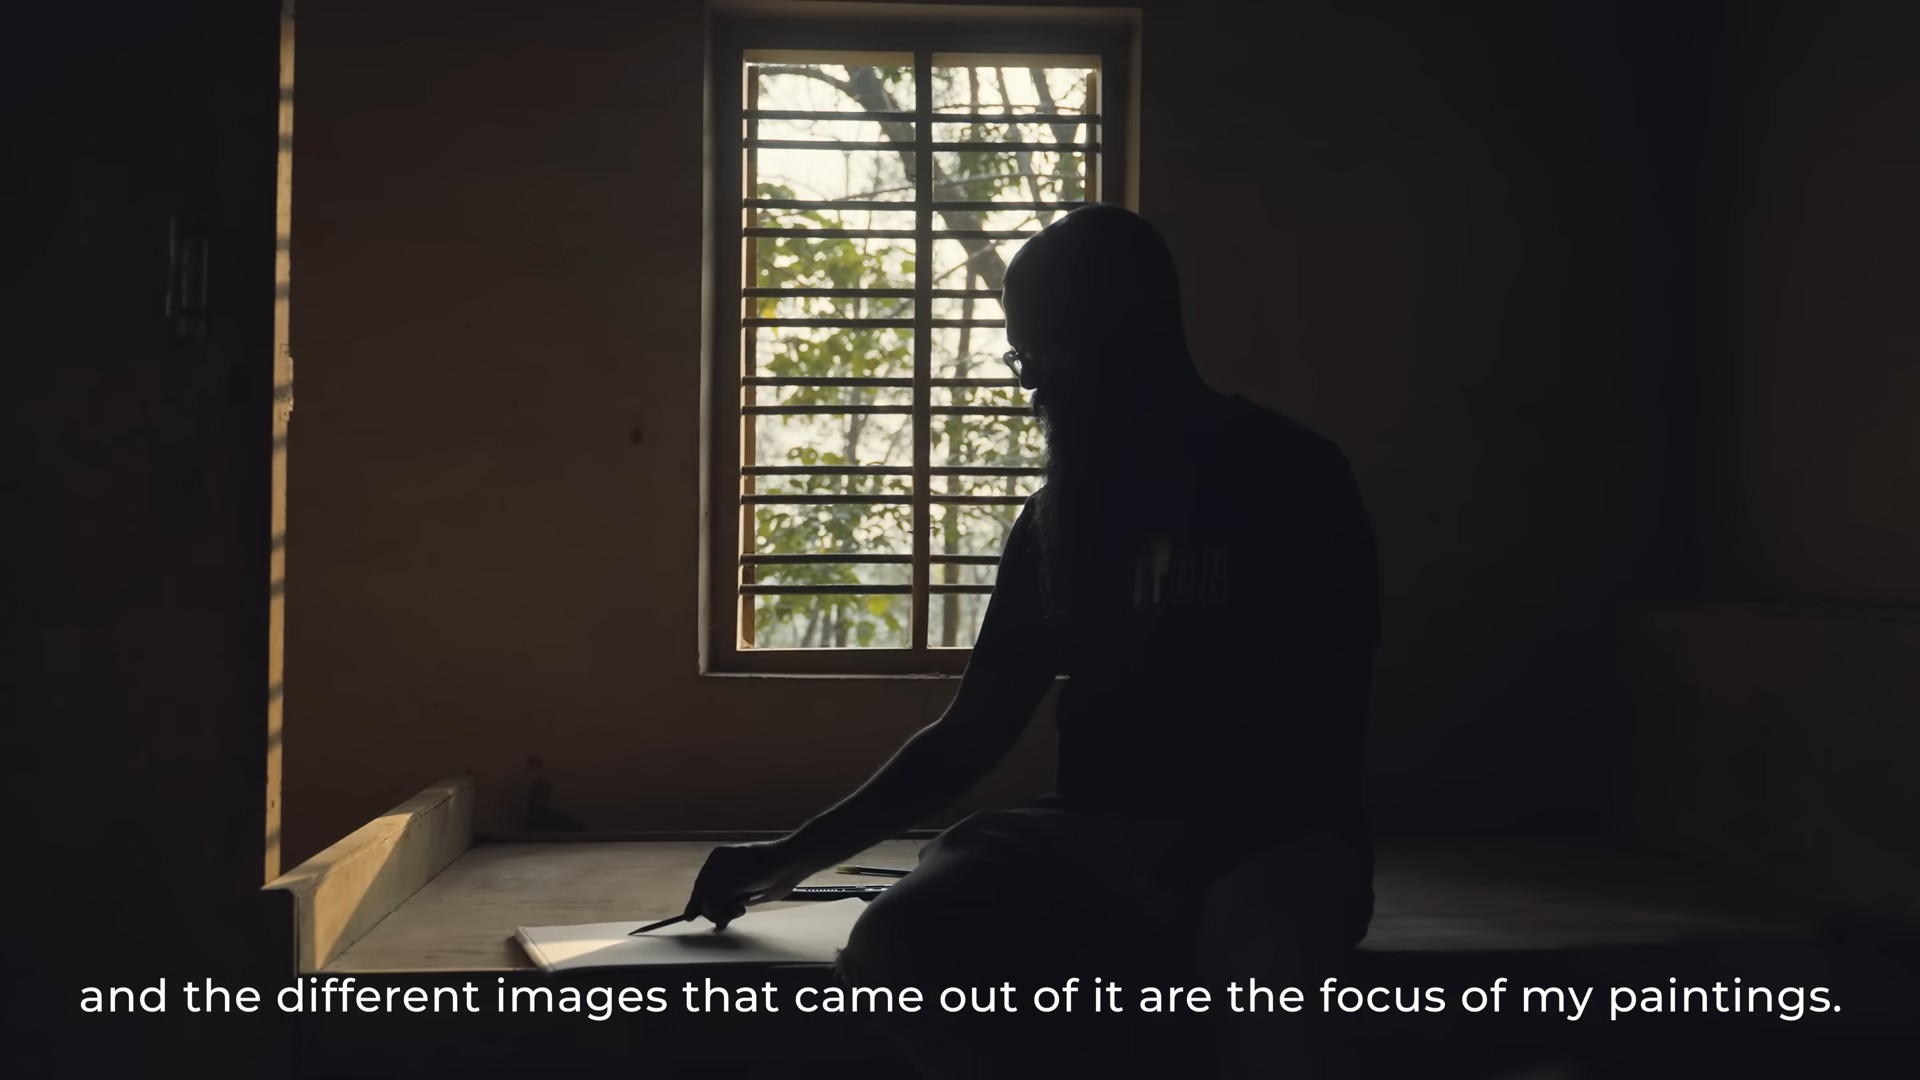 and the different images that came out of it are the focus of my paintings.